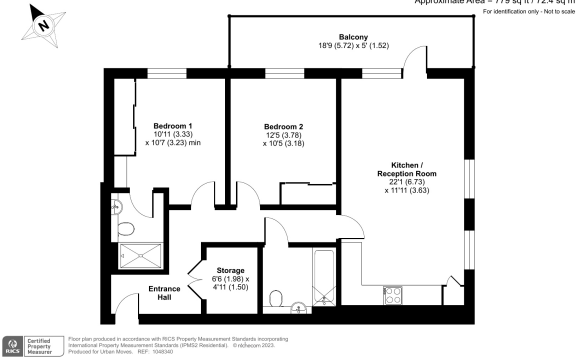 Approximate Area = 779 sq ft / 72.4 sq m
For identification only - Not to scale
N
Balcony
18'9 (5.72) x 5' (1.52)
Bedroom 1
10'11 (3.33)
x 10'7 (3.23) min
Bedroom 2
12'5 (3.78)
x 10'5 (3.18)
Kitchen /
Reception Room
22'1 (6.73)
x 11'11 (3.63)
Storage
6'6 (1.98) x
4'11 (1.50)
Entrance
Hall
RICS
Certified
Property
Measurer
Floor plan produced in accordance with RICS Property Measurement Standards incorporating
International Property Measurement Standards (IPMS2 Residential). © nichecom 2023.
Produced for Urban Moves. REF: 1048340